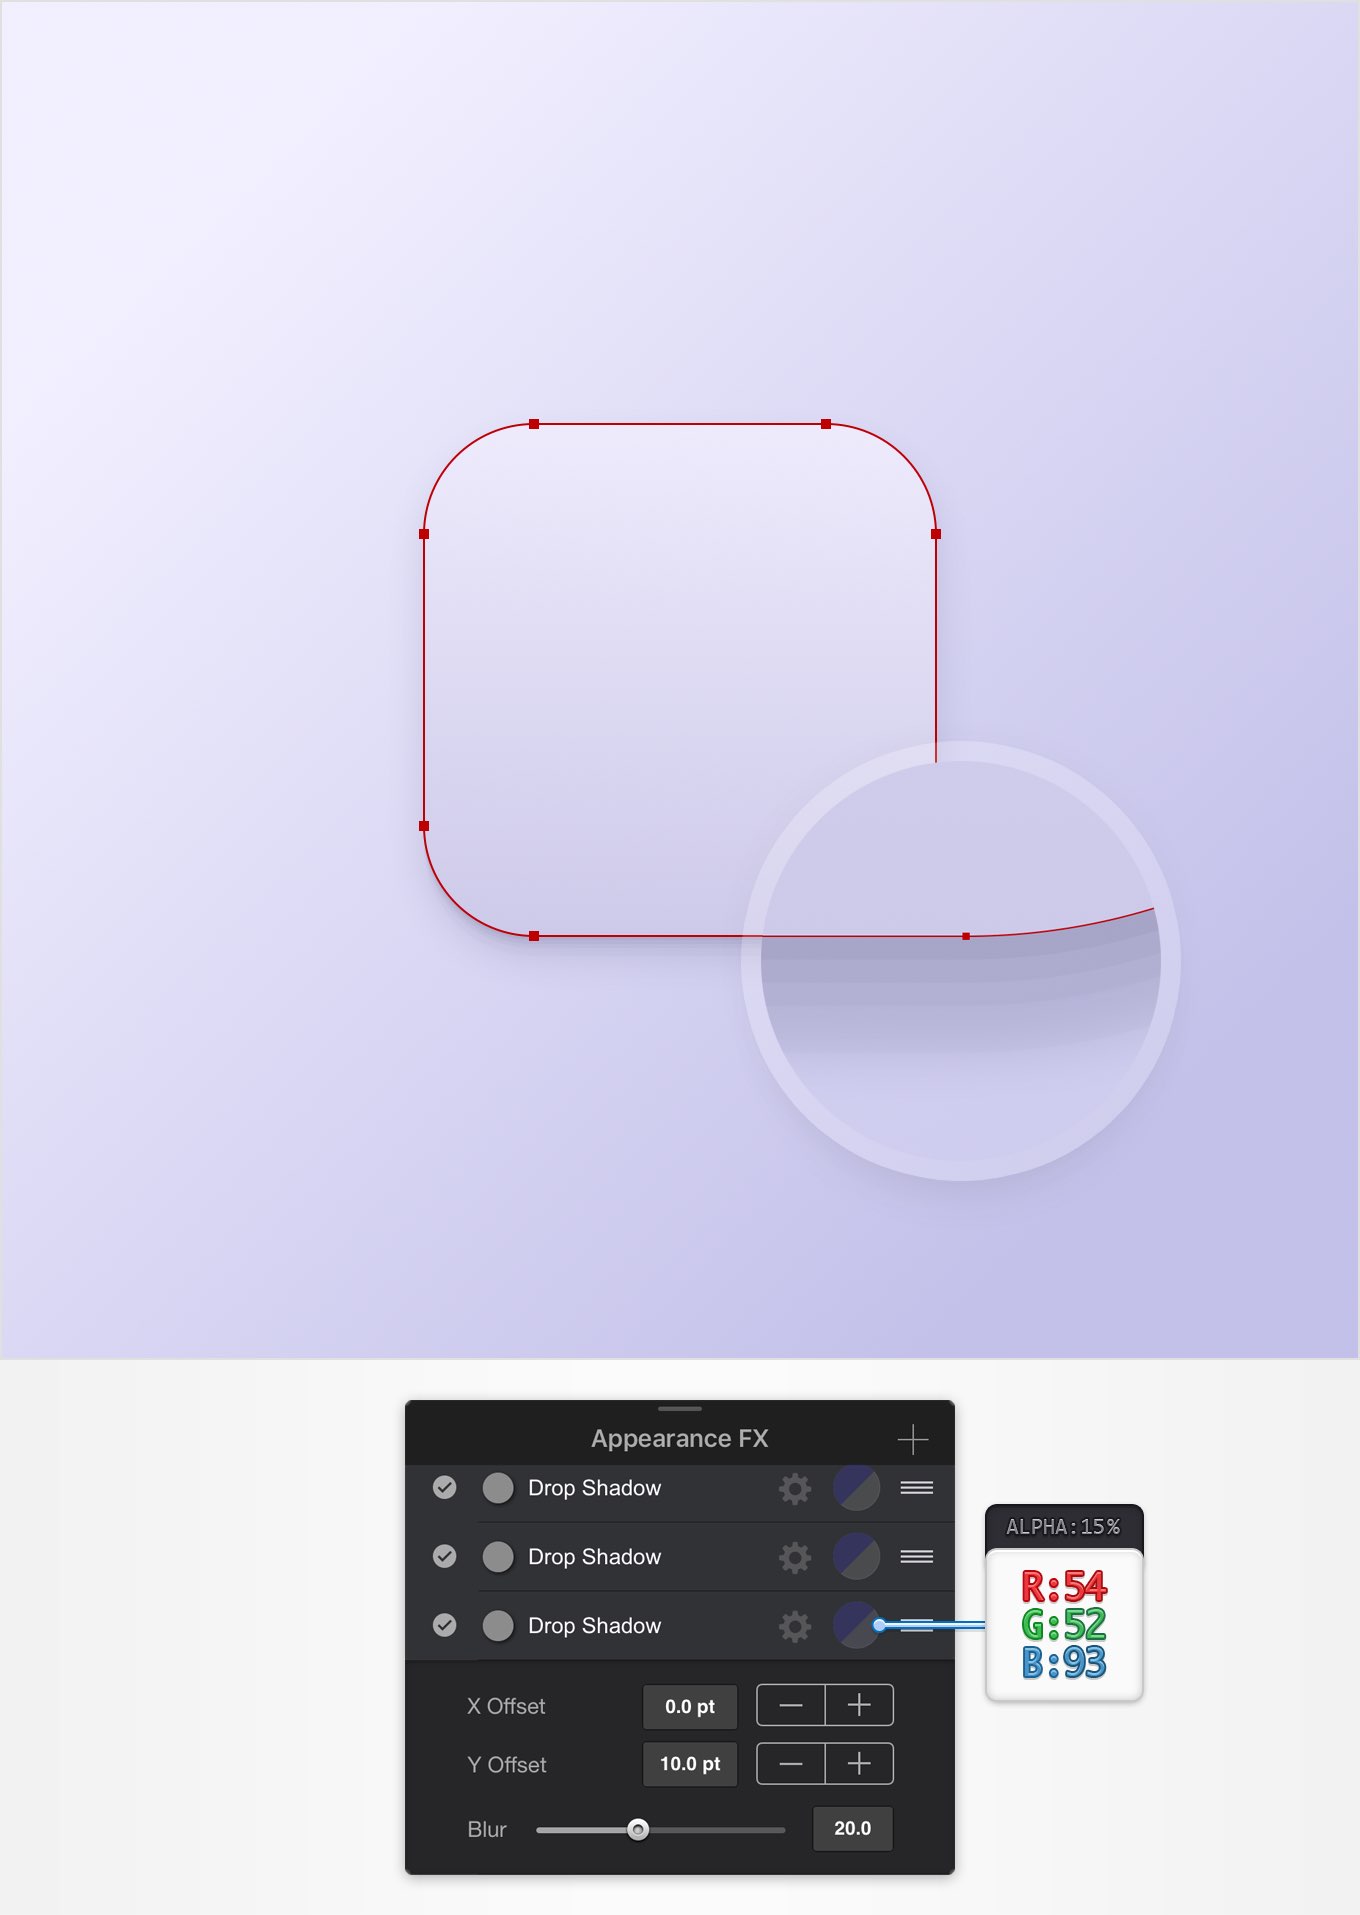 Appearance FX
Drop Shadow
Drop Shadow
Drop Shadow
ALPHA:15%
R:54
G:52
B:93
X Offset 0.0 pt
Y Offset 10.0 pt
Blur 20.0